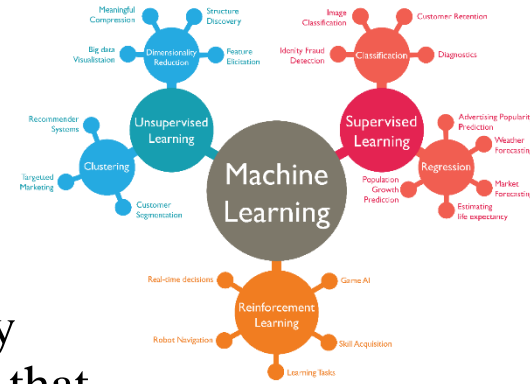 Meaningful
Compression
Structure
Discovery
Big data
Visualistaion
Dimensionality
Reduction
Feature
Elicitation
Unsupervised
Learning
Recommender
Systems
Clustering
Targetted
Marketing
Customer
Segmentation
Machine
Learning
Image
Classification
Customer Retention
Idenity Fraud
Detection
Classification
Diagnostics
Supervised
Learning
Advertising Popularit
Prediction
Weather
Forecasting
Regression
Population
Growth
Prediction
Market
Forecasting
Estimating
life expectancy
Real-time decisions
Game AI
Reinforcement
Learning
Robot Navigation
Skill Acquisition
Learning Tasks
y
that